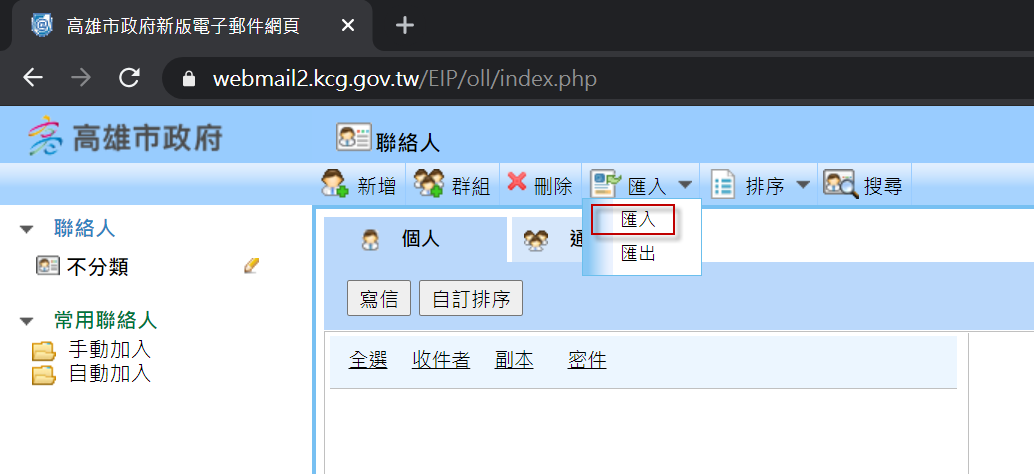 高雄市政府新版電子郵件網頁
webmail2.kcg.gov.tw/EIP/oll/index.php
高雄市政府
聯絡人
新增 群組 刪除 匯入 排序 搜尋
匯入
匯出
聯絡人
不分類
常用聯絡人
手動加入
自動加入
個人 通
寫信 自訂排序
全選 收件者 副本 密件